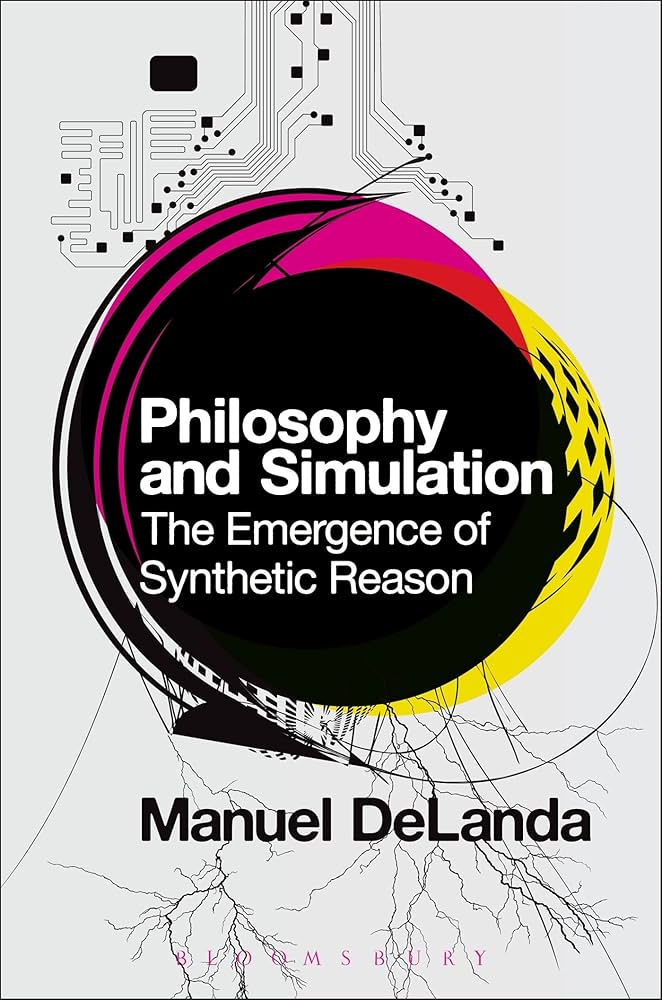 Philosophy
and Simulation
The Emergence of
Synthetic Reason
Manuel DeLanda
BLOOMSBURY